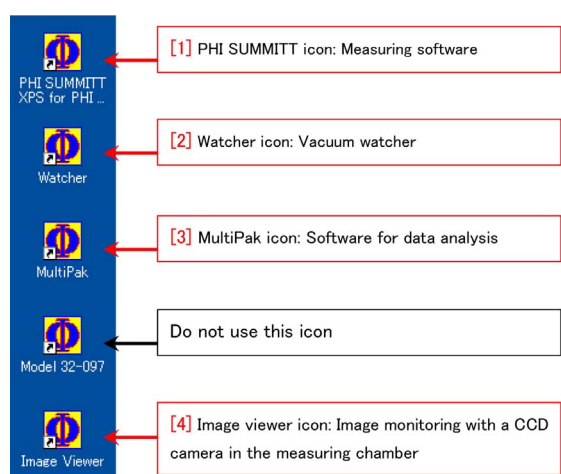 PHI SUMMITT
XPS for PHI ...
[1] PHI SUMMITT icon: Measuring software
Watcher
[2] Watcher icon: Vacuum watcher
MultiPak
[3] MultiPak icon: Software for data analysis
Model 32-097
Do not use this icon
Image Viewer
[4] Image viewer icon: Image monitoring with a CCD
camera in the measuring chamber